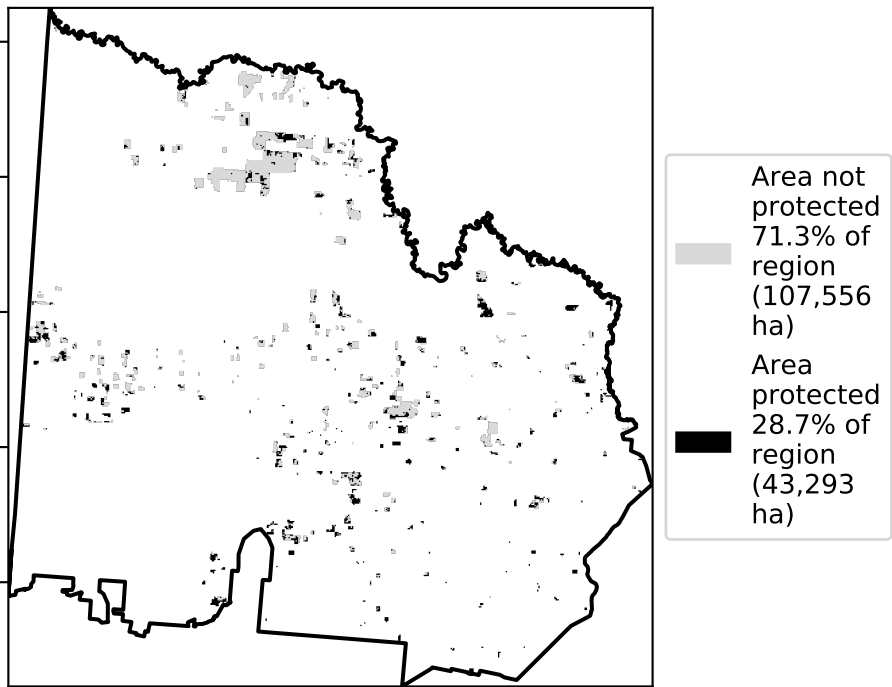 Area not
protected
71.3% of
region
(107,556
ha)
Area
protected
28.7% of
region
(43,293
ha)